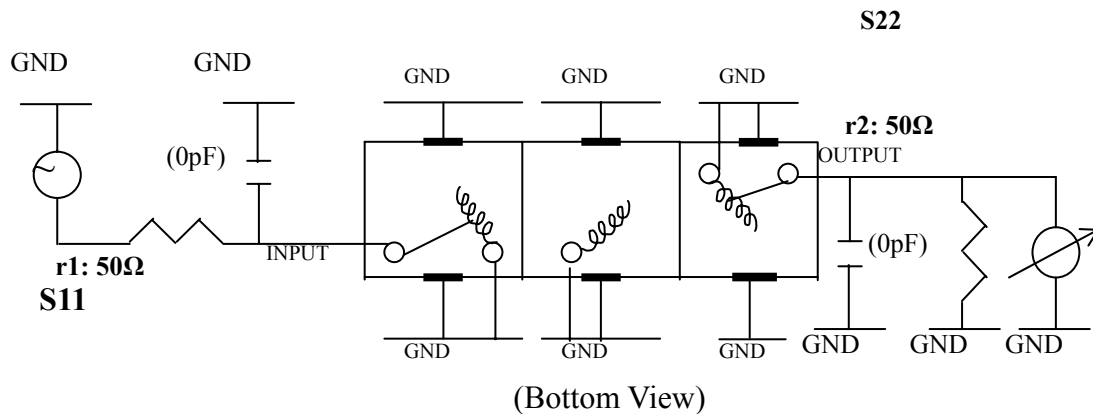 S22
GND
GND
GND
GND
GND
r2: 50Ω
(0pF)
OUTPUT
INPUT
(0pF)
r1: 50Ω
S11
GND
GND
GND
GND
GND
GND
(Bottom View)